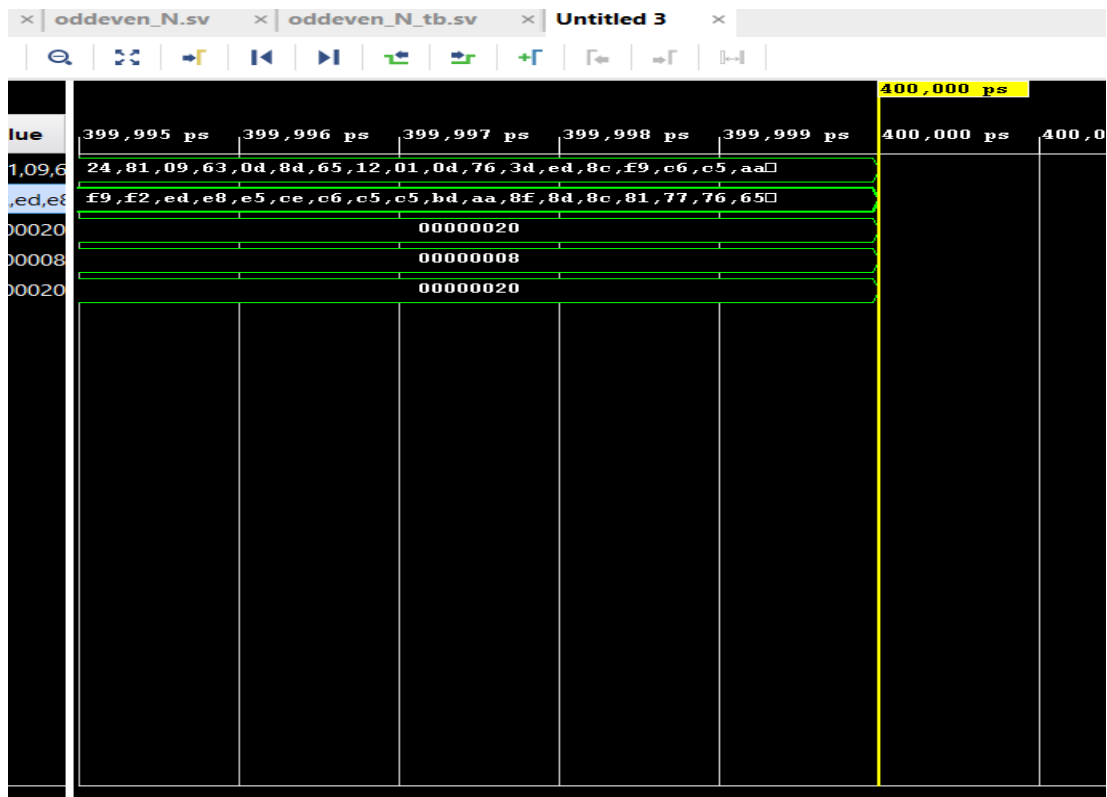 × oddeven_N.sv × oddeven_N_tb.sv × Untitled 3 ×
400,000 ps
lue 399,995 ps 399,996 ps 399,997 ps 399,998 ps 399,999 ps 400,000 ps 400,0
1,09,6 24,81,09,63,0d,8d,65,12,01,0d,76,3d,ed,8c,f9,c6,c5,aa
,ed,e8 f9,f2,ed,e8,e5,ce,c6,c5,c5,bd,aa,8f,8d,8c,81,77,76,65
00020 00000020
00008 00000008
00020 00000020